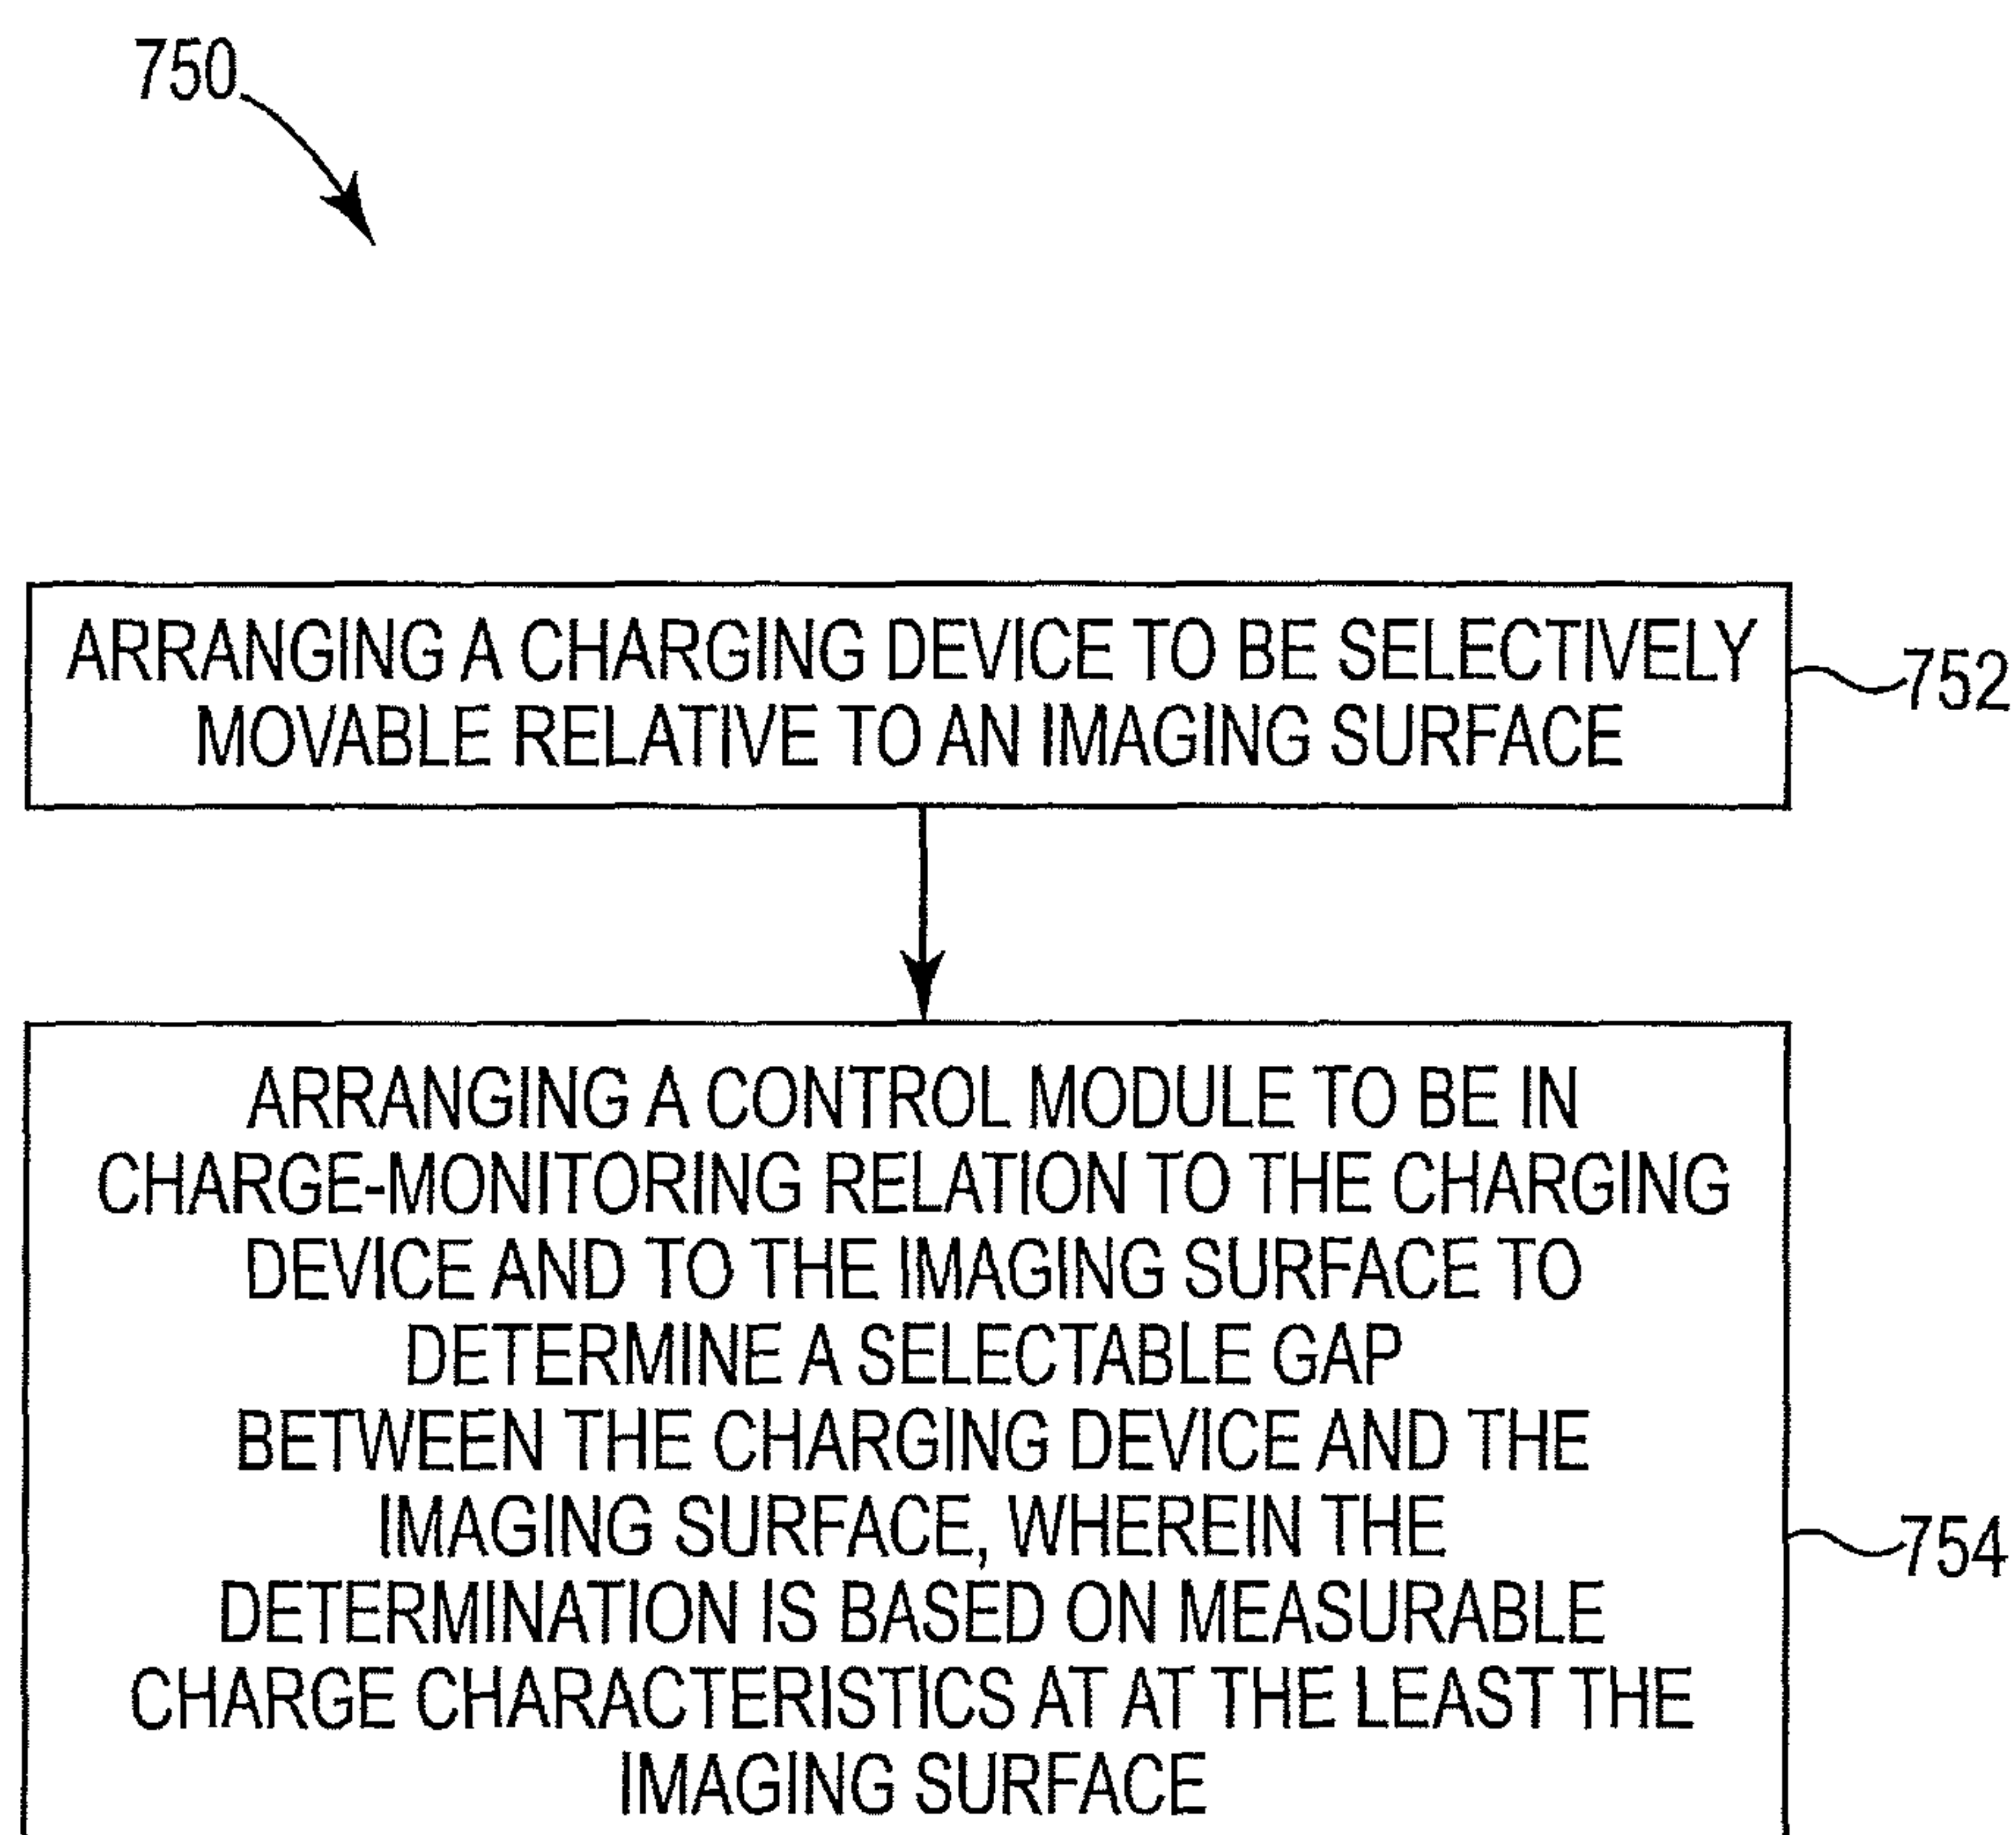 750
ARRANGING A CHARGING DEVICE TO BE SELECTIVELY
MOVABLE RELATIVE TO AN IMAGING SURFACE
752
ARRANGING A CONTROL MODULE TO BE IN
CHARGE-MONITORING RELATION TO THE CHARGING
DEVICE AND TO THE IMAGING SURFACE TO
DETERMINE A SELECTABLE GAP
BETWEEN THE CHARGING DEVICE AND THE
IMAGING SURFACE, WHEREIN THE
DETERMINATION IS BASED ON MEASURABLE
CHARGE CHARACTERISTICS AT AT THE LEAST THE
IMAGING SURFACE
754